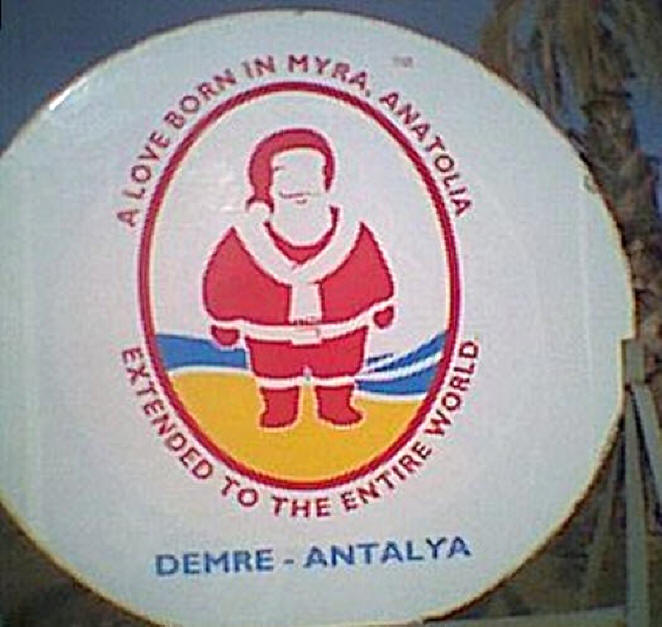 A LOVE BORN IN MYRA, ANATOLIA
EXTENDED TO THE ENTIRE WORLD
DEMRE - ANTALYA